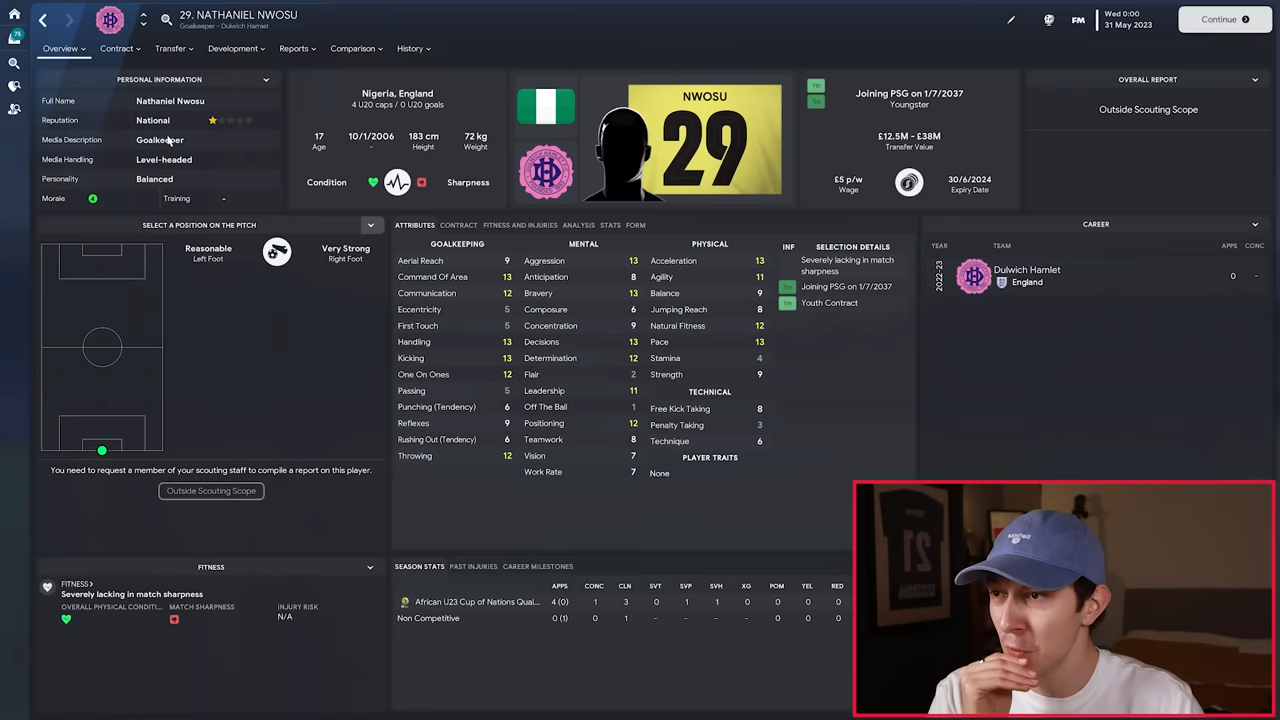 29. NATHANIEL NWOSU
Goalkeeper - Dulwich Hamlet
75
FM
Wed 0:00
31 May 2023
Continue
Overview
Contract
Transfer
Development
Reports
Comparison
History
PERSONAL INFORMATION
Full Name Nathaniel Nwosu
Reputation National
Media Description Goalkeeper
Media Handling Level-headed
Personality Balanced
Morale Training -
Nigeria, England
4 U20 caps / 0 U20 goals
17 10/1/2006 183 cm 72 kg
Age - Height Weight
Condition Sharpness
NWOSU
29
Yth
Trn
Joining PSG on 1/7/2037
Youngster
£12.5M - £38M
Transfer Value
£5 p/w 30/6/2024
Wage Expiry Date
OVERALL REPORT
Outside Scouting Scope
SELECT A POSITION ON THE PITCH
Reasonable Very Strong
Left Foot Right Foot
You need to request a member of your scouting staff to compile a report on this player.
Outside Scouting Scope
ATTRIBUTES CONTRACT FITNESS AND INJURIES ANALYSIS STATS FORM
GOALKEEPING
Aerial Reach 9
Command Of Area 13
Communication 12
Eccentricity 5
First Touch 5
Handling 13
Kicking 13
One On Ones 12
Passing 5
Punching (Tendency) 6
Reflexes 9
Rushing Out (Tendency) 6
Throwing 12
MENTAL
Aggression 13
Anticipation 8
Bravery 13
Composure 6
Concentration 9
Decisions 13
Determination 12
Flair 2
Leadership 11
Off The Ball 1
Positioning 12
Teamwork 8
Vision 7
Work Rate 7
PHYSICAL
Acceleration 13
Agility 11
Balance 9
Jumping Reach 8
Natural Fitness 12
Pace 13
Stamina 4
Strength 9
TECHNICAL
Free Kick Taking 8
Penalty Taking 3
Technique 6
PLAYER TRAITS
None
INF SELECTION DETAILS
Severely lacking in match
sharpness
Trn Joining PSG on 1/7/2037
Yth Youth Contract
CAREER
YEAR TEAM APPS CONC
2022-23 Dulwich Hamlet 0 -
England
FITNESS
FITNESS>
Severely lacking in match sharpness
OVERALL PHYSICAL CONDITI... MATCH SHARPNESS INJURY RISK
N/A
SEASON STATS PAST INJURIES CAREER MILESTONES
APPS CONC CLN SVT SVP SVH XG POM YEL RED
African U23 Cup of Nations Qual... 4 (0) 1 3 0 1 1 0 0 0 0
Non Competitive 0 (1) 0 1 - - - - 0 0 0
21